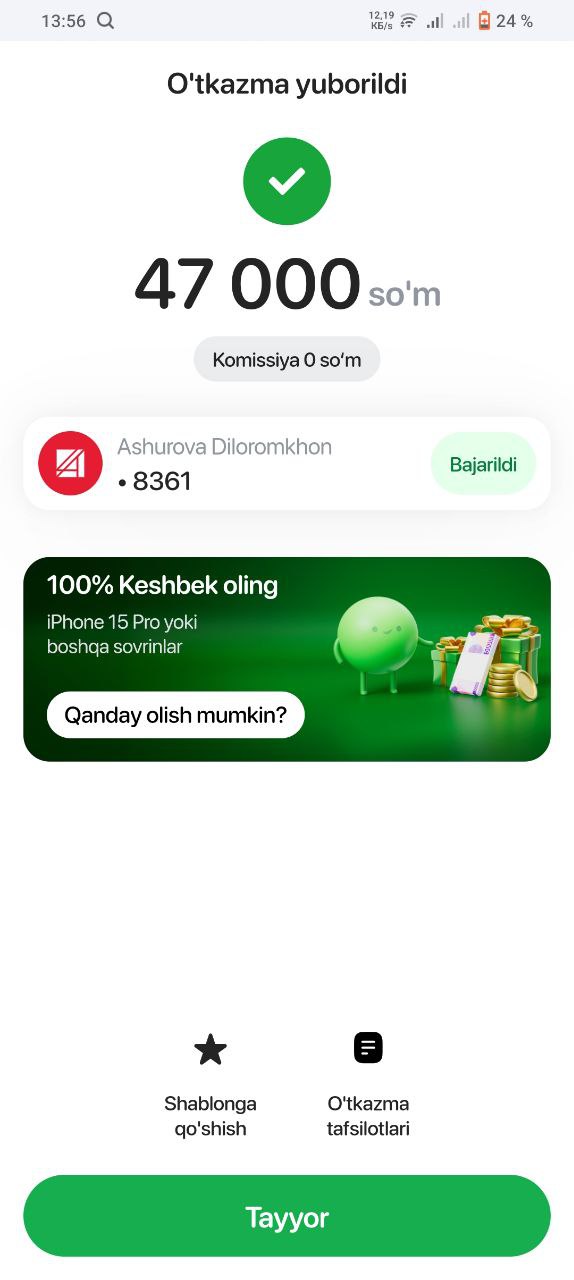 13:56
12,19
КБ/s
24 %
O'tkazma yuborildi
47 000 so'm
Komissiya 0 so‘m
Ashurova Diloromkhon
• 8361
Bajarildi
100% Keshbek oling
iPhone 15 Pro yoki
boshqa sovrinlar
Qanday olish mumkin?
Shablonga
qo'shish
O'tkazma
tafsilotlari
Tayyor